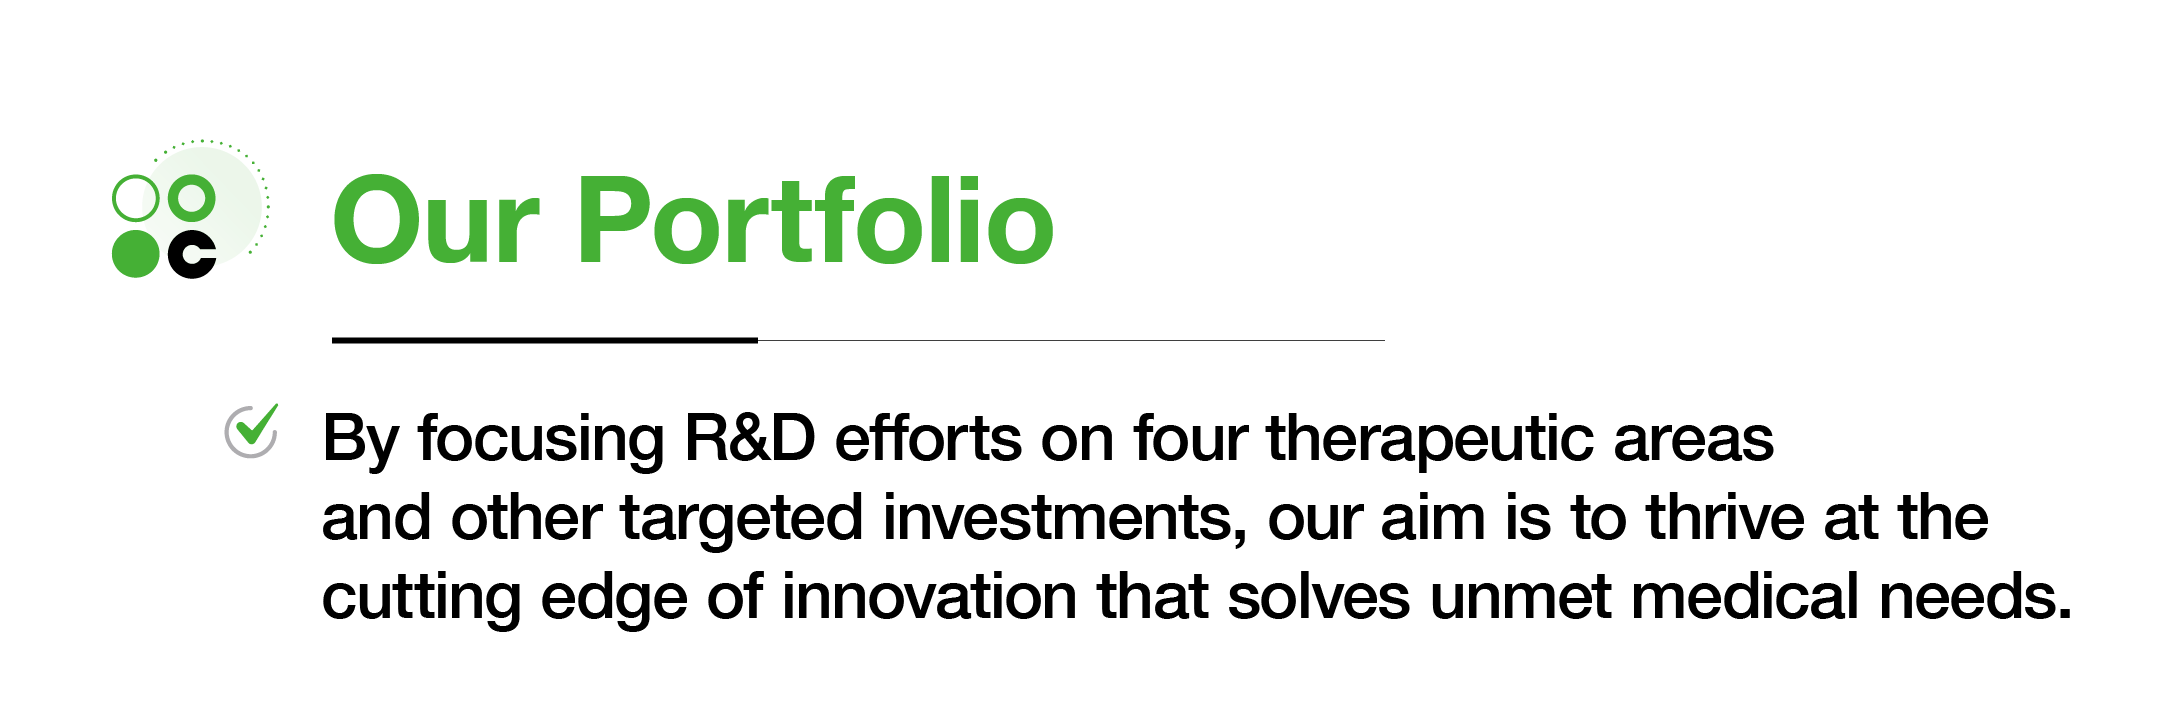 Our Portfolio
By focusing R&D efforts on four therapeutic areas
and other targeted investments, our aim is to thrive at the
cutting edge of innovation that solves unmet medical needs.